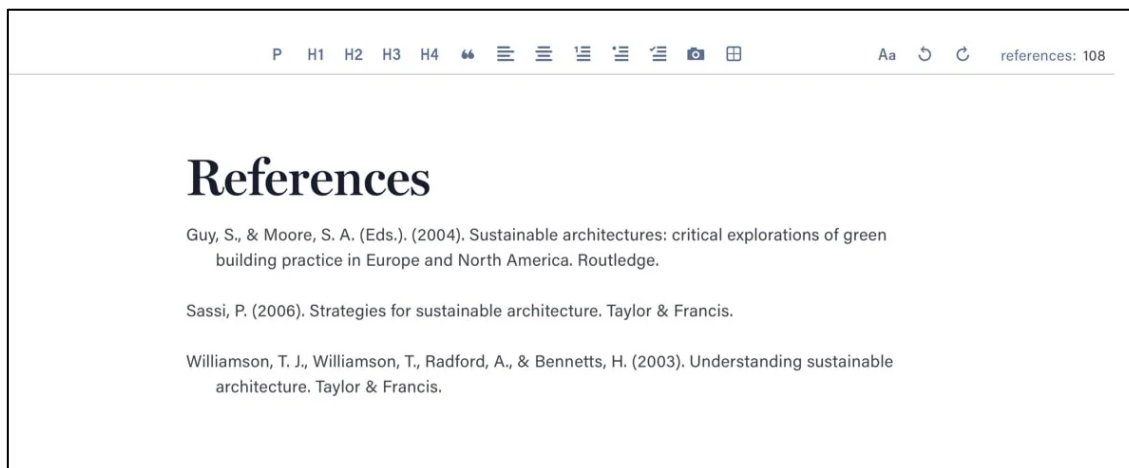 P H1 H2 H3 H4 Aa references: 108
References
Guy, S., & Moore, S. A. (Eds.). (2004). Sustainable architectures: critical explorations of green
building practice in Europe and North America. Routledge.
Sassi, P. (2006). Strategies for sustainable architecture. Taylor & Francis.
Williamson, T. J., Williamson, T., Radford, A., & Bennetts, H. (2003). Understanding sustainable
architecture. Taylor & Francis.